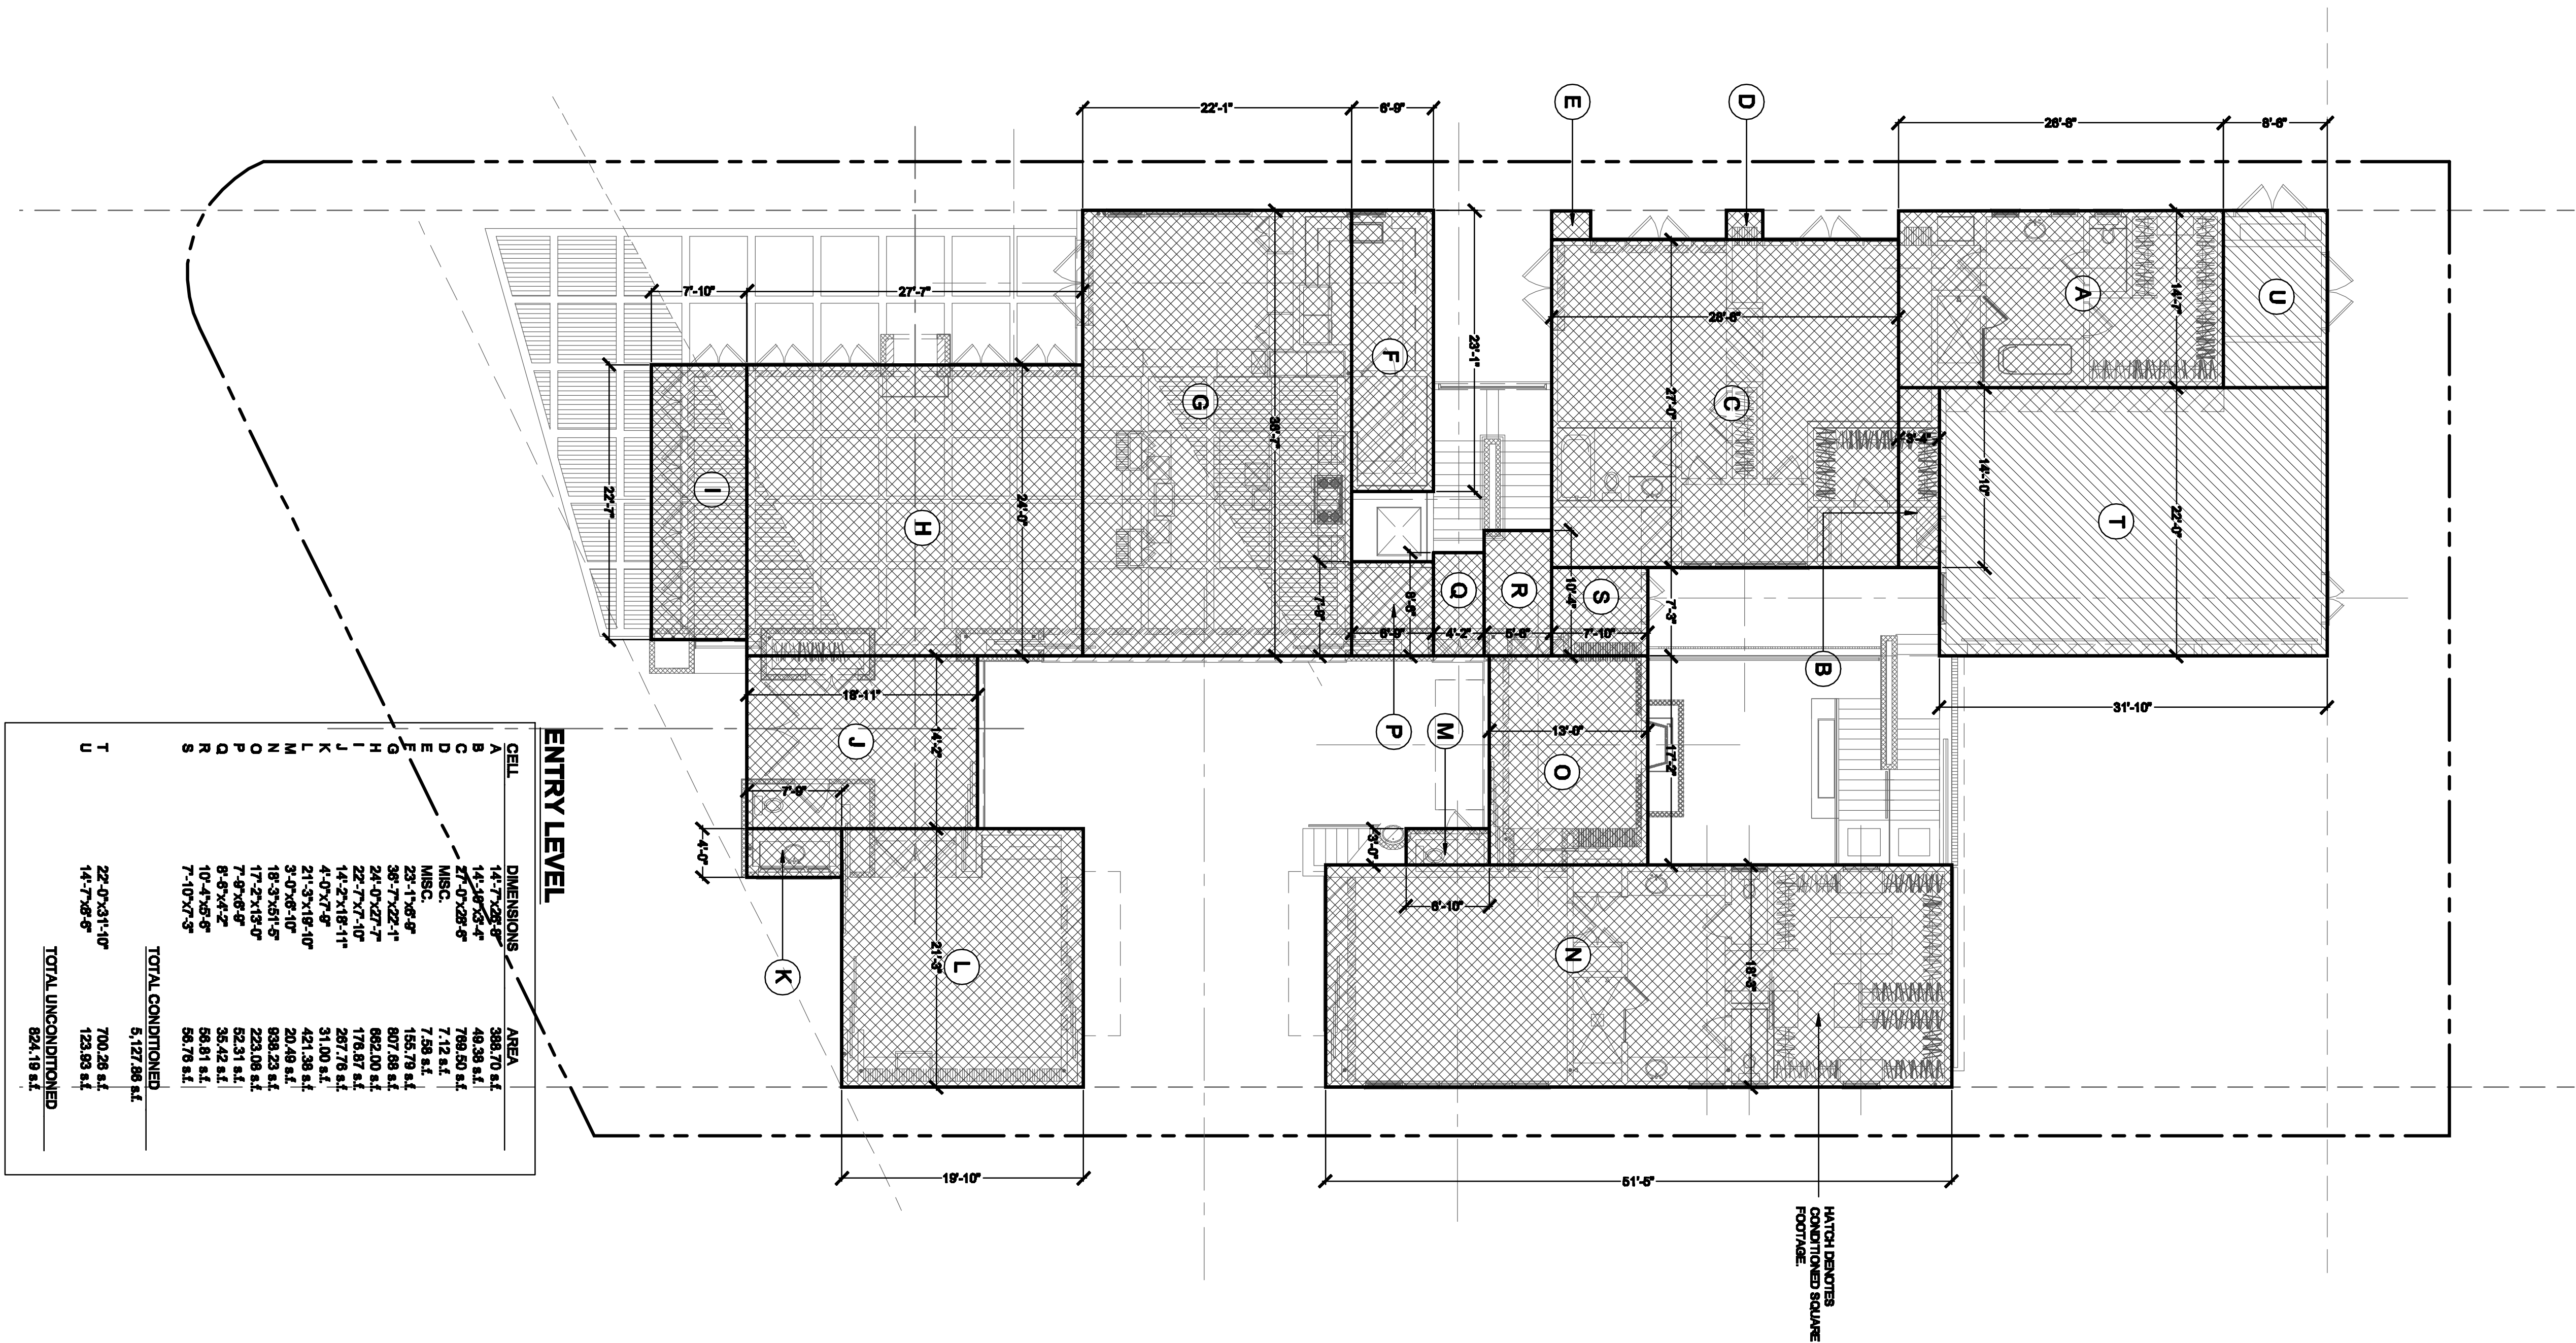 ENTRY LEVEL
CELL DIMENSIONS AREA
A 14'-7"x26'-8" 388.70 s.f.
B 14'-10"x3'-4" 49.38 s.f.
C 27'-0"x28'-6" 769.50 s.f.
D MISC. 7.12 s.f.
E MISC. 7.58 s.f.
F 23'-1"x6'-9" 155.79 s.f.
G 36'-7"x22'-1" 807.68 s.f.
H 24'-0"x27'-7" 662.00 s.f.
I 22'-7"x7'-10" 176.87 s.f.
J 14'-2"x18'-11" 267.76 s.f.
K 4'-0"x7'-9" 31.00 s.f.
L 21'-3"x19'-10" 421.38 s.f.
M 3'-0"x6'-10" 20.49 s.f.
N 18'-3"x51'-5" 938.23 s.f.
O 17'-2"x13'-0" 223.08 s.f.
P 7'-9"x6'-9" 52.31 s.f.
Q 8'-6"x4'-2" 35.42 s.f.
R 10'-4"x5'-6" 56.81 s.f.
S 7'-10"x7'-3" 56.78 s.f.
TOTAL CONDITIONED
5,127.86 s.f.
T 22'-0"x31'-10" 700.26 s.f.
U 14'-7"x8'-6" 123.93 s.f.
TOTAL UNCONDITIONED
824.19 s.f.
HATCH DENOTES
CONDITIONED SQUARE
FOOTAGE.
E
D
22'-1"
6'-9"
26'-8"
8'-6"
A
14'-7"
U
7'-10"
27'-7"
28'-6"
F
23'-1"
G
36'-7"
C
27'-0"
3'-4"
14'-10"
22'-7"
I
H
24'-0"
T
22'-0"
7'-9"
8'-6"
Q
R
10'-4"
S
7'-3"
6'-9"
4'-2"
5'-6"
7'-10"
B
18'-11"
31'-10"
J
14'-2"
P
M
13'-0"
O
17'-2"
7'-9"
4'-0"
3'-0"
6'-10"
K
21'-3"
L
N
18'-3"
19'-10"
51'-5"